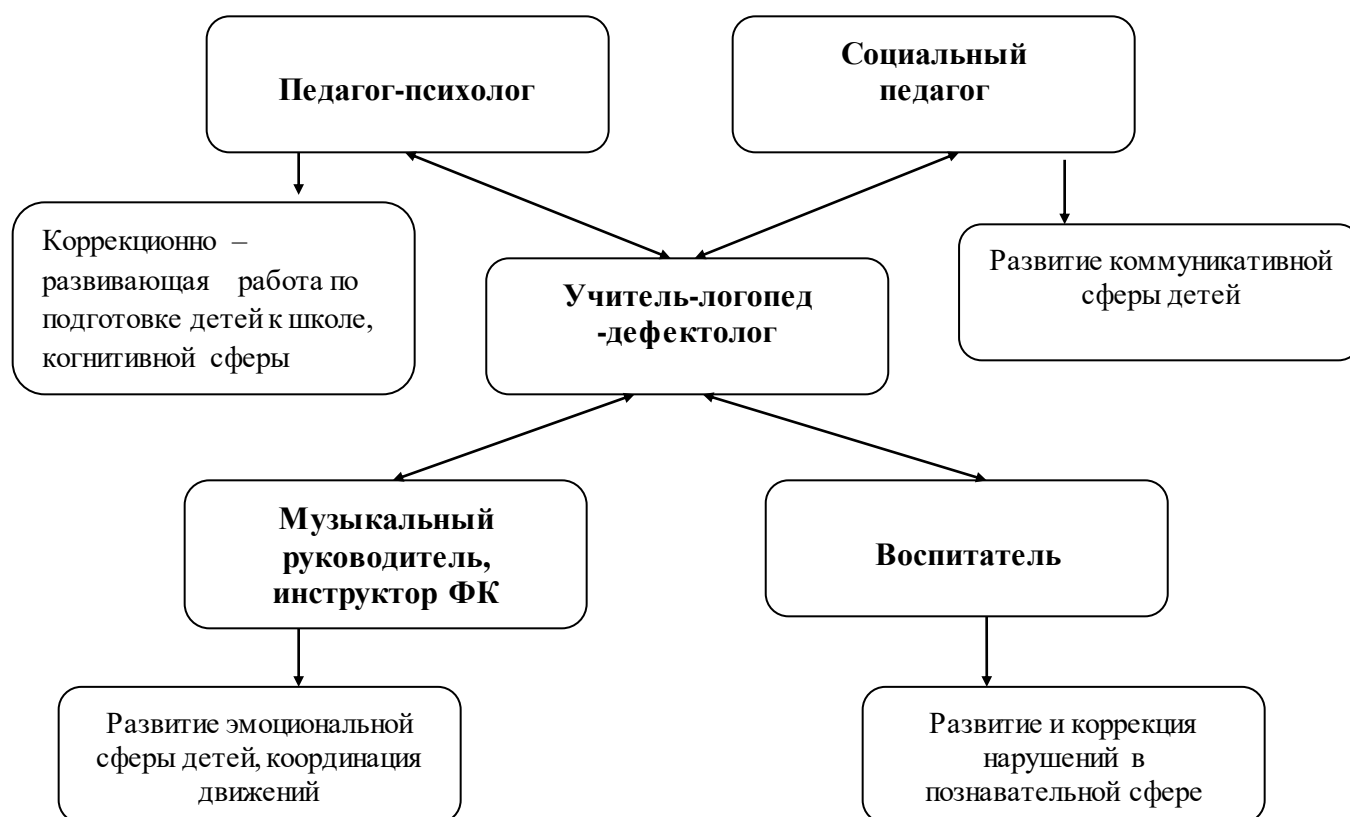 Педагог-психолог
Социальный
педагог
Коррекционно –
развивающая работа по
подготовке детей к школе,
когнитивной сферы
Учитель-логопед
-дефектолог
Развитие коммуникативной
сферы детей
Музыкальный
руководитель,
инструктор ФК
Воспитатель
Развитие эмоциональной
сферы детей, координация
движений
Развитие и коррекция
нарушений в
познавательной сфере